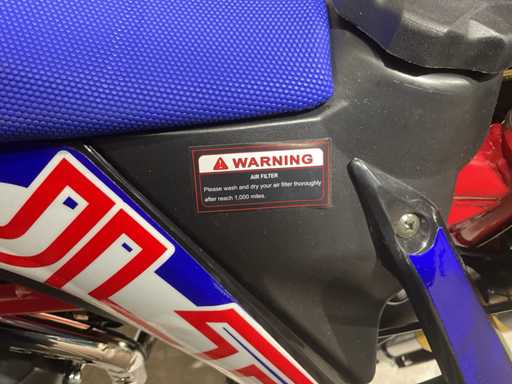 WARNING
AIR FILTER
Please wash and dry your air filter thoroughly
after reach 1,000 miles.